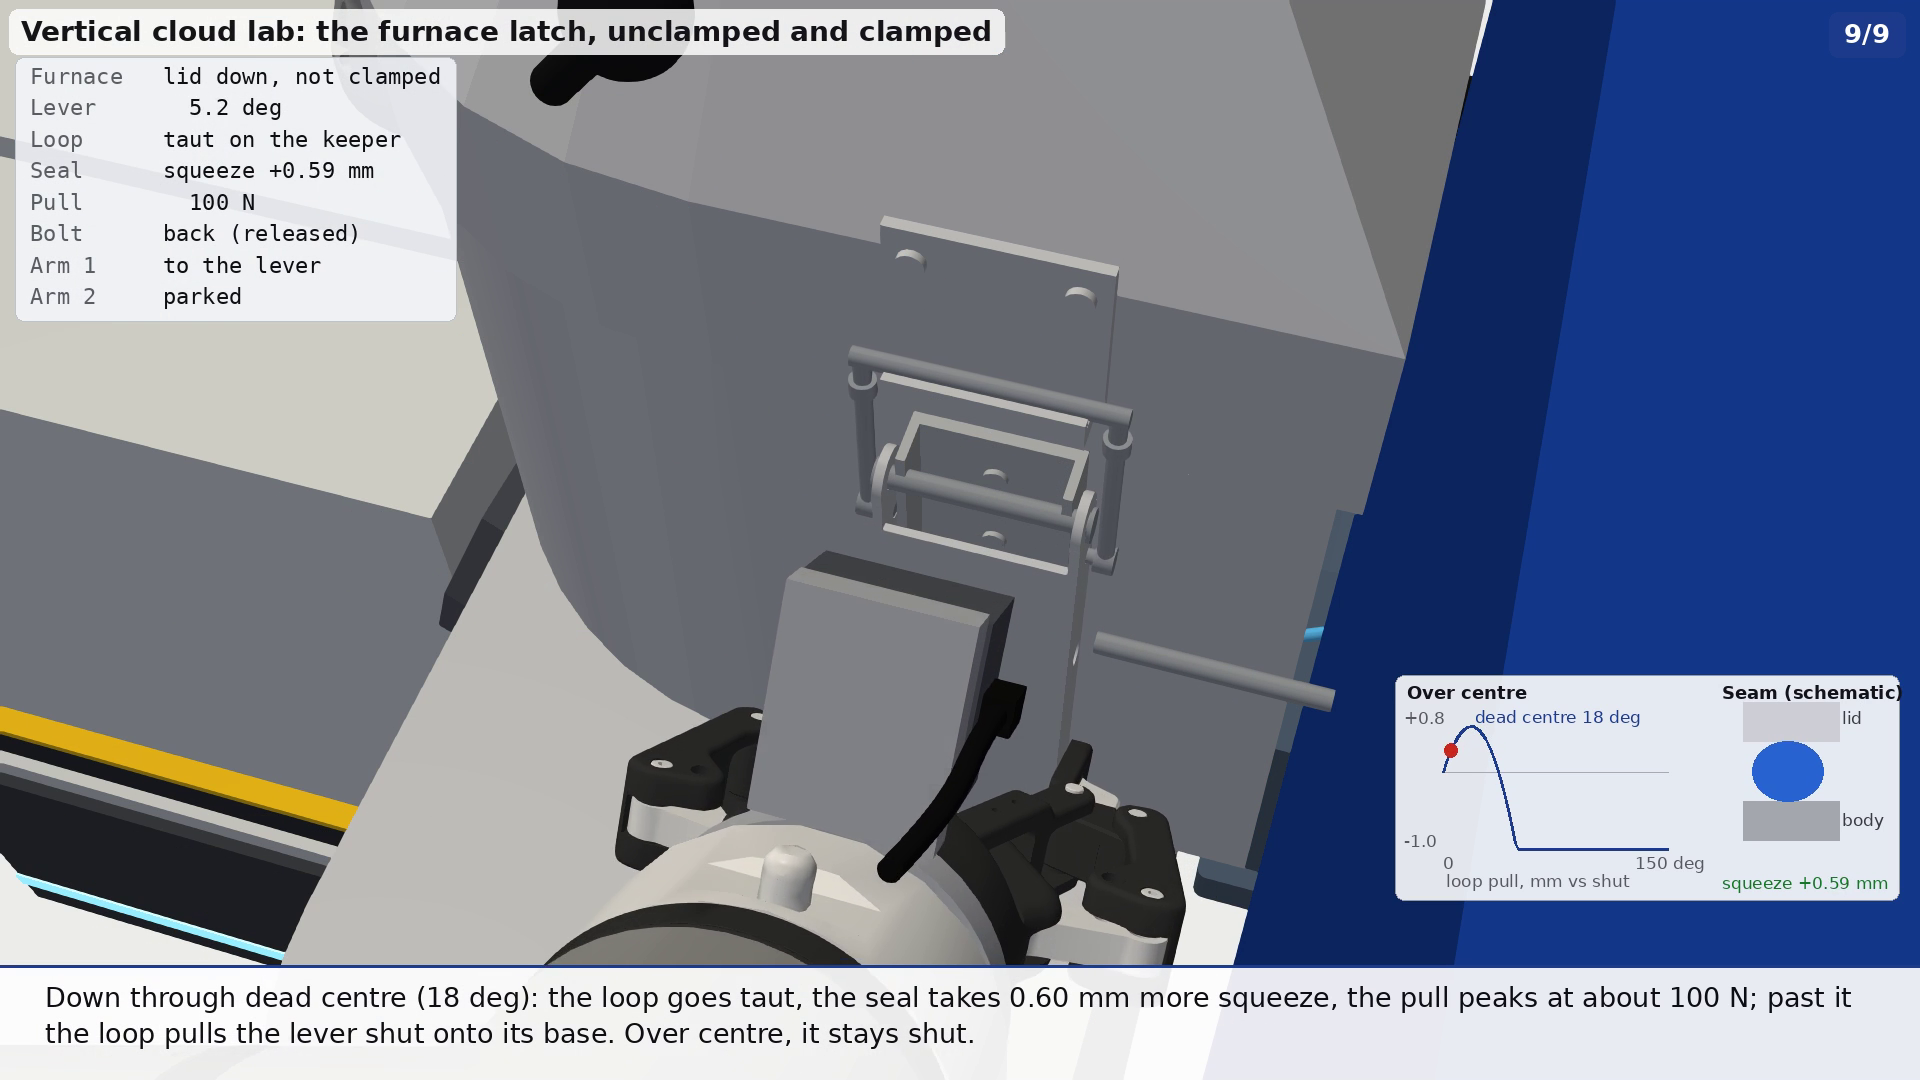 Vertical cloud lab: the furnace latch, unclamped and clamped
9/9
Furnace lid down, not clamped
Lever 5.2 deg
Loop taut on the keeper
Seal squeeze +0.59 mm
Pull 100 N
Bolt back (released)
Arm 1 to the lever
Arm 2 parked
Over centre
+0.8
dead centre 18 deg
-1.0
0
150 deg
loop pull, mm vs shut
Seam (schematic)
lid
body
squeeze +0.59 mm
Down through dead centre (18 deg): the loop goes taut, the seal takes 0.60 mm more squeeze, the pull peaks at about 100 N; past it
the loop pulls the lever shut onto its base. Over centre, it stays shut.